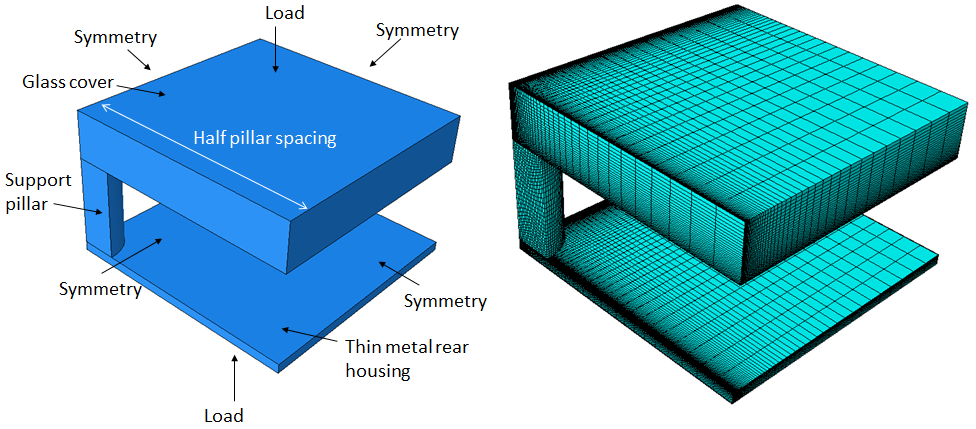 Load
Symmetry
Symmetry
Glass cover
Half pillar spacing
Support
pillar
Symmetry
Symmetry
Thin metal rear
housing
Load